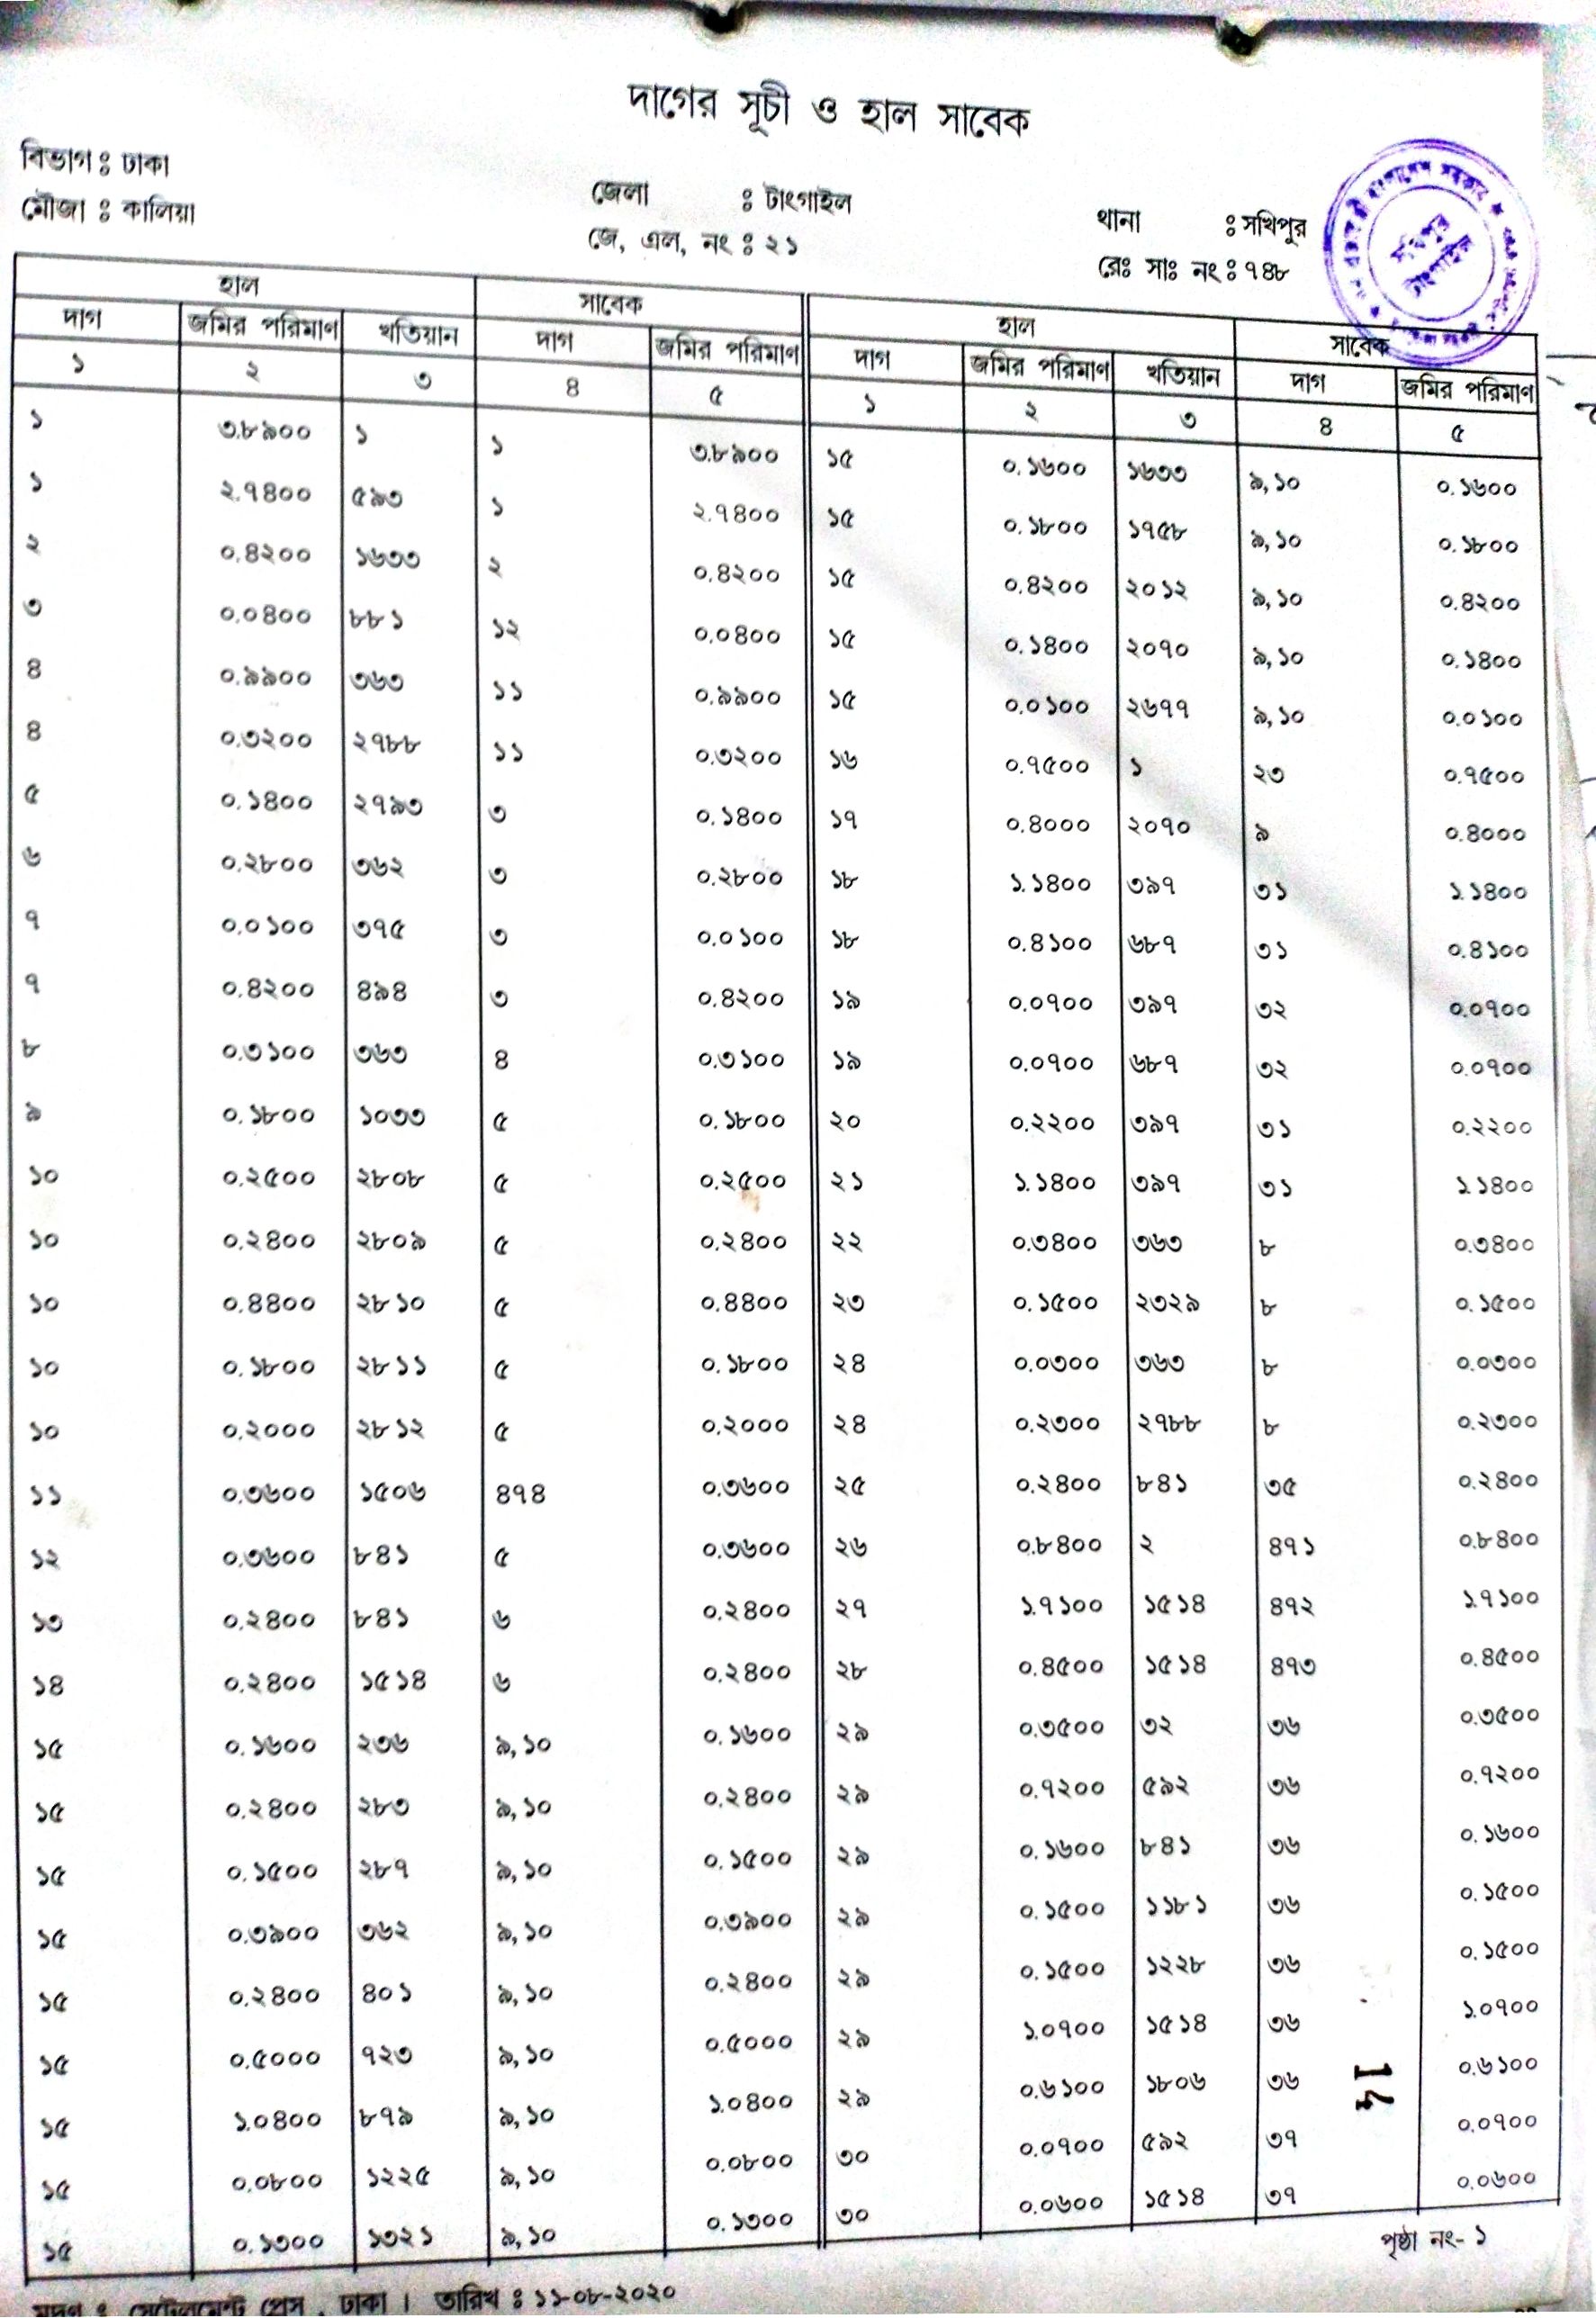 দাগের সূচী ও হাল সাবেক
বিভাগ ঃ ঢাকা
জেলা ঃ টাংগাইল
থানা ঃ সখিপুর
মৌজা ঃ কালিয়া
জে, এল, নং ঃ ২১
রেঃ সাঃ নং ঃ ৭৪৮
সখিপুর
টাংগাইল
হাল সাবেক হাল সাবেক
দাগ জমির পরিমাণ খতিয়ান দাগ জমির পরিমাণ দাগ জমির পরিমাণ খতিয়ান দাগ জমির পরিমাণ
১ ২ ৩ ৪ ৫ ১ ২ ৩ ৪ ৫
১ ৩.৮৯০০ ১ ১ ৩.৮৯০০ ১৫ ০.১৬০০ ১৬৩৩ ৯,১০ ০.১৬০০
১ ২.৭৪০০ ৫৯৩ ১ ২.৭৪০০ ১৫ ০.১৮০০ ১৭৫৮ ৯,১০ ০.১৮০০
২ ০.৪২০০ ১৬৩৩ ২ ০.৪২০০ ১৫ ০.৪২০০ ২০১২ ৯,১০ ০.৪২০০
৩ ০.০৪০০ ৮৮১ ১২ ০.০৪০০ ১৫ ০.১৪০০ ২০৭০ ৯,১০ ০.১৪০০
৪ ০.৯৯০০ ৩৬৩ ১১ ০.৯৯০০ ১৫ ০.০১০০ ২৬৭৭ ৯,১০ ০.০১০০
৪ ০.৩২০০ ২৭৮৮ ১১ ০.৩২০০ ১৬ ০.৭৫০০ ১ ২৩ ০.৭৫০০
৫ ০.১৪০০ ২৭৯৩ ৩ ০.১৪০০ ১৭ ০.৪০০০ ২০৭০ ৯ ০.৪০০০
৬ ০.২৮০০ ৩৬২ ৩ ০.২৮০০ ১৮ ১.১৪০০ ৩৯৭ ৩১ ১.১৪০০
৭ ০.০১০০ ৩৭৫ ৩ ০.০১০০ ১৮ ০.৪১০০ ৬৮৭ ৩১ ০.৪১০০
৭ ০.৪২০০ ৪৯৪ ৩ ০.৪২০০ ১৯ ০.০৭০০ ৩৯৭ ৩২ ০.০৭০০
৮ ০.৩১০০ ৩৬৩ ৪ ০.৩১০০ ১৯ ০.০৭০০ ৬৮৭ ৩২ ০.০৭০০
৯ ০.১৮০০ ১০৩৩ ৫ ০.১৮০০ ২০ ০.২২০০ ৩৯৭ ৩১ ০.২২০০
১০ ০.২৫০০ ২৮০৮ ৫ ০.২৫০০ ২১ ১.১৪০০ ৩৯৭ ৩১ ১.১৪০০
১০ ০.২৪০০ ২৮০৯ ৫ ০.২৪০০ ২২ ০.৩৪০০ ৩৬৩ ৮ ০.৩৪০০
১০ ০.৪৪০০ ২৮১০ ৫ ০.৪৪০০ ২৩ ০.১৫০০ ২৩২৯ ৮ ০.১৫০০
১০ ০.১৮০০ ২৮১১ ৫ ০.১৮০০ ২৪ ০.০৩০০ ৩৬৩ ৮ ০.০৩০০
১০ ০.২০০০ ২৮১২ ৫ ০.২০০০ ২৪ ০.২৩০০ ২৭৮৮ ৮ ০.২৩০০
১১ ০.৩৬০০ ১৫০৬ ৪৭৪ ০.৩৬০০ ২৫ ০.২৪০০ ৮৪১ ৩৫ ০.২৪০০
১২ ০.৩৬০০ ৮৪১ ৫ ০.৩৬০০ ২৬ ০.৮৪০০ ২ ৪৭১ ০.৮৪০০
১৩ ০.২৪০০ ৮৪১ ৬ ০.২৪০০ ২৭ ১.৭১০০ ১৫১৪ ৪৭২ ১.৭১০০
১৪ ০.২৪০০ ১৫১৪ ৬ ০.২৪০০ ২৮ ০.৪৫০০ ১৫১৪ ৪৭৩ ০.৪৫০০
১৫ ০.১৬০০ ২৩৬ ৯,১০ ০.১৬০০ ২৯ ০.৩৫০০ ৩২ ৩৬ ০.৩৫০০
১৫ ০.২৪০০ ২৮৩ ৯,১০ ০.২৪০০ ২৯ ০.৭২০০ ৫৯২ ৩৬ ০.৭২০০
১৫ ০.১৫০০ ২৮৭ ৯,১০ ০.১৫০০ ২৯ ০.১৬০০ ৮৪১ ৩৬ ০.১৬০০
১৫ ০.৩৯০০ ৩৬২ ৯,১০ ০.৩৯০০ ২৯ ০.১৫০০ ১১৮১ ৩৬ ০.১৫০০
১৫ ০.২৪০০ ৪০১ ৯,১০ ০.২৪০০ ২৯ ০.১৫০০ ১২২৮ ৩৬ ০.১৫০০
১৫ ০.৫০০০ ৭২৩ ৯,১০ ০.৫০০০ ২৯ ১.০৭০০ ১৫১৪ ৩৬ ১.০৭০০
১৫ ১.০৪০০ ৮৭৯ ৯,১০ ১.০৪০০ ২৯ ০.৬১০০ ১৮০৬ ৩৬ ০.৬১০০
১৫ ০.০৮০০ ১২২৫ ৯,১০ ০.০৮০০ ৩০ ০.০৭০০ ৫৯২ ৩৭ ০.০৭০০
১৫ ০.১৩০০ ১৩২১ ৯,১০ ০.১৩০০ ৩০ ০.০৬০০ ১৫১৪ ৩৭ ০.০৬০০
14
পৃষ্ঠা নং- ১
মুদ্রণ ঃ সেটেলমেন্ট প্রেস, ঢাকা । তারিখ ঃ ১১-০৮-২০২০